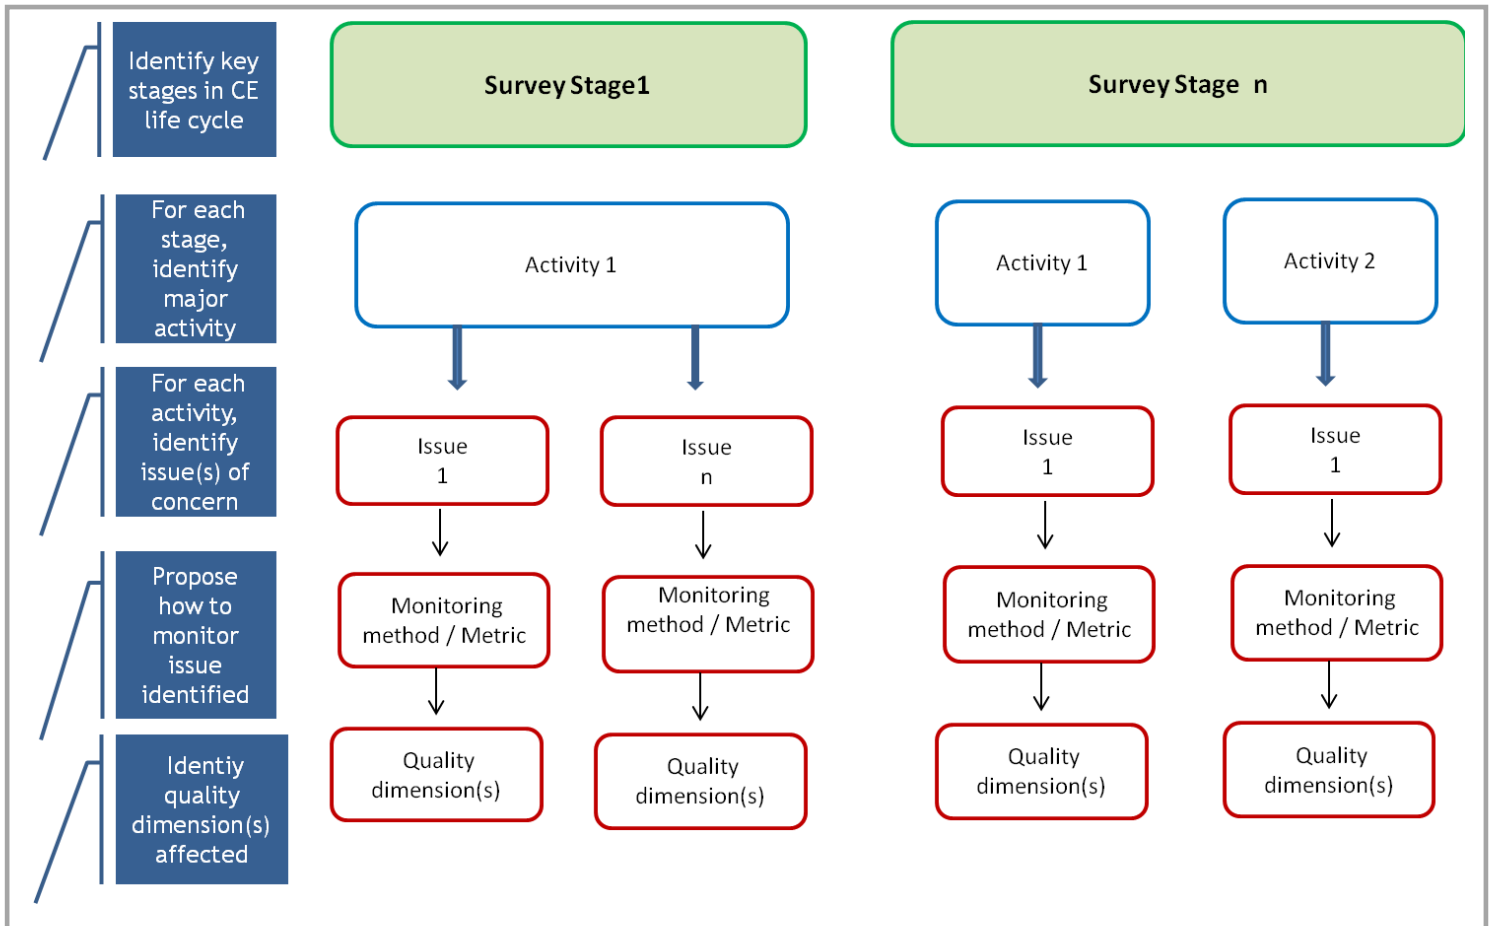 Identify key
stages in CE
life cycle
Survey Stage1
Survey Stage n
For each
stage,
identify
major
activity
Activity 1
Activity 1
Activity 2
For each
activity,
identify
issue(s) of
concern
Issue
1
Issue
n
Issue
1
Issue
1
Propose
how to
monitor
issue
identified
Monitoring
method / Metric
Monitoring
method / Metric
Monitoring
method / Metric
Monitoring
method / Metric
Identiy
quality
dimension(s)
affected
Quality
dimension(s)
Quality
dimension(s)
Quality
dimension(s)
Quality
dimension(s)